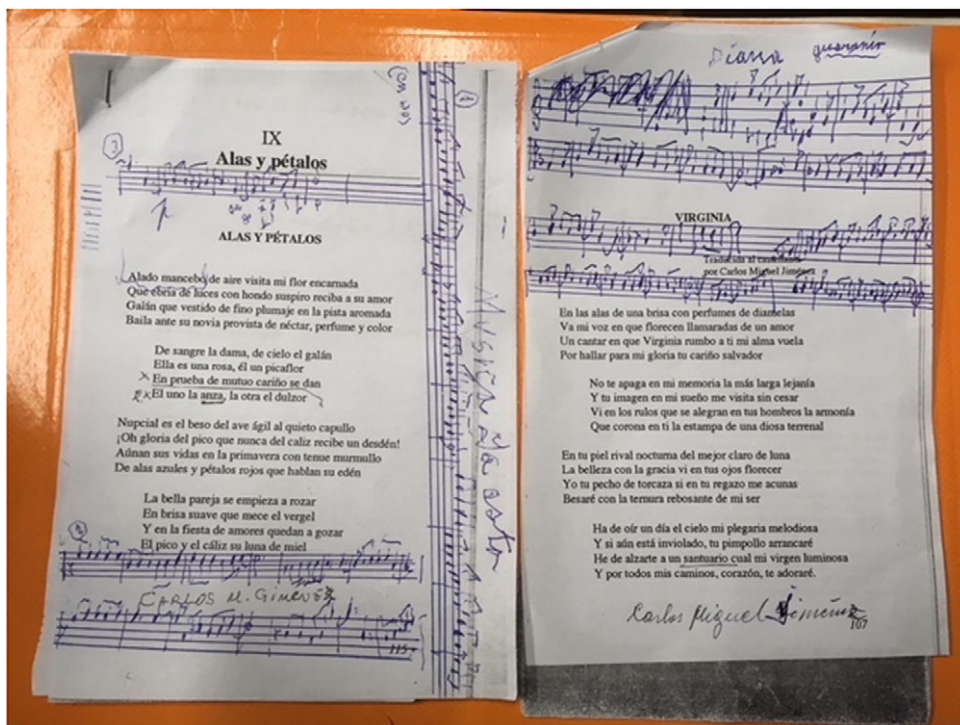 IX
Alas y pétalos
3
ALAS Y PÉTALOS
Alado mancebo de aire visita mi flor encarnada
Que ebria de luces con hondo suspiro reciba a su amor
Galán que vestido de fino plumaje en la pista aromada
Baila ante su novia provista de néctar, perfume y color
De sangre la dama, de cielo el galán
Ella es una rosa, él un picaflor
x En prueba de mutuo cariño se dan
x El uno la anza, la otra el dulzor
Nupcial es el beso del ave ágil al quieto capullo
¡Oh gloria del pico que nunca del caliz recibe un desdén!
Aúnan sus vidas en la primavera con tenue murmullo
De alas azules y pétalos rojos que hablan su edén
La bella pareja se empieza a rozar
En brisa suave que mece el vergel
Y en la fiesta de amores quedan a gozar
El pico y el cáliz su luna de miel
CARLOS M. GIMENEZ
115
Diana
VIRGINIA
Traducida al castellano
por Carlos Miguel Jiménez
En las alas de una brisa con perfumes de diamelas
Va mi voz en que florecen llamaradas de un amor
Un cantar en que Virginia rumbo a ti mi alma vuela
Por hallar para mi gloria tu cariño salvador
No te apaga en mi memoria la más larga lejanía
Y tu imagen en mi sueño me visita sin cesar
Vi en los rulos que se alegran en tus hombros la armonía
Que corona en ti la estampa de una diosa terrenal
En tu piel rival nocturna del mejor claro de luna
La belleza con la gracia vi en tus ojos florecer
Yo tu pecho de torcaza si en tu regazo me acunas
Besaré con la ternura rebosante de mi ser
Ha de oír un día el cielo mi plegaria melodiosa
Y si aún está inviolado, tu pimpollo arrancaré
He de alzarte a un santuario cual mi virgen luminosa
Y por todos mis caminos, corazón, te adoraré.
Carlos Miguel Jimenez
107